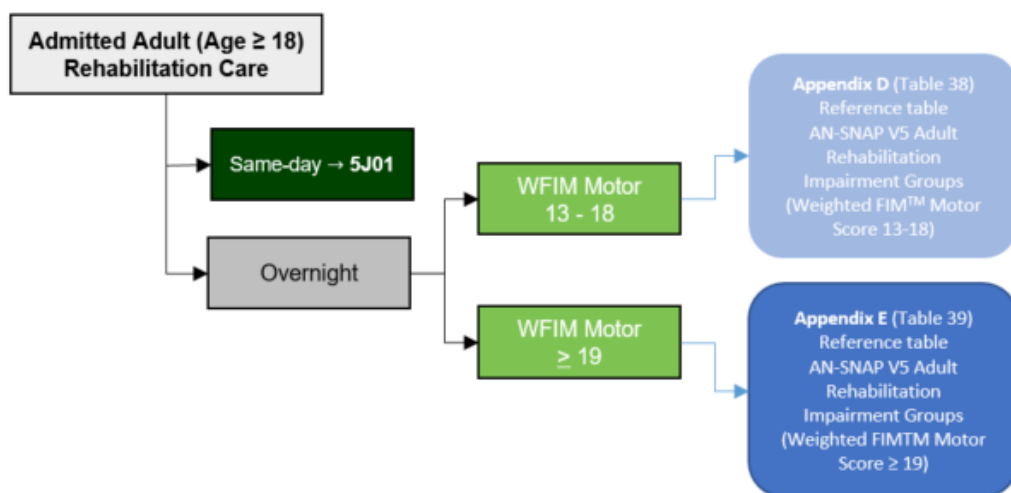 Admitted Adult (Age ≥ 18)
Rehabilitation Care
Same-day → 5J01
Overnight
WFIM Motor
13 - 18
WFIM Motor
≥ 19
Appendix D (Table 38)
Reference table
AN-SNAP V5 Adult
Rehabilitation
Impairment Groups
(Weighted FIM™ Motor
Score 13-18)
Appendix E (Table 39)
Reference table
AN-SNAP V5 Adult
Rehabilitation
Impairment Groups
(Weighted FIMTM Motor
Score ≥ 19)